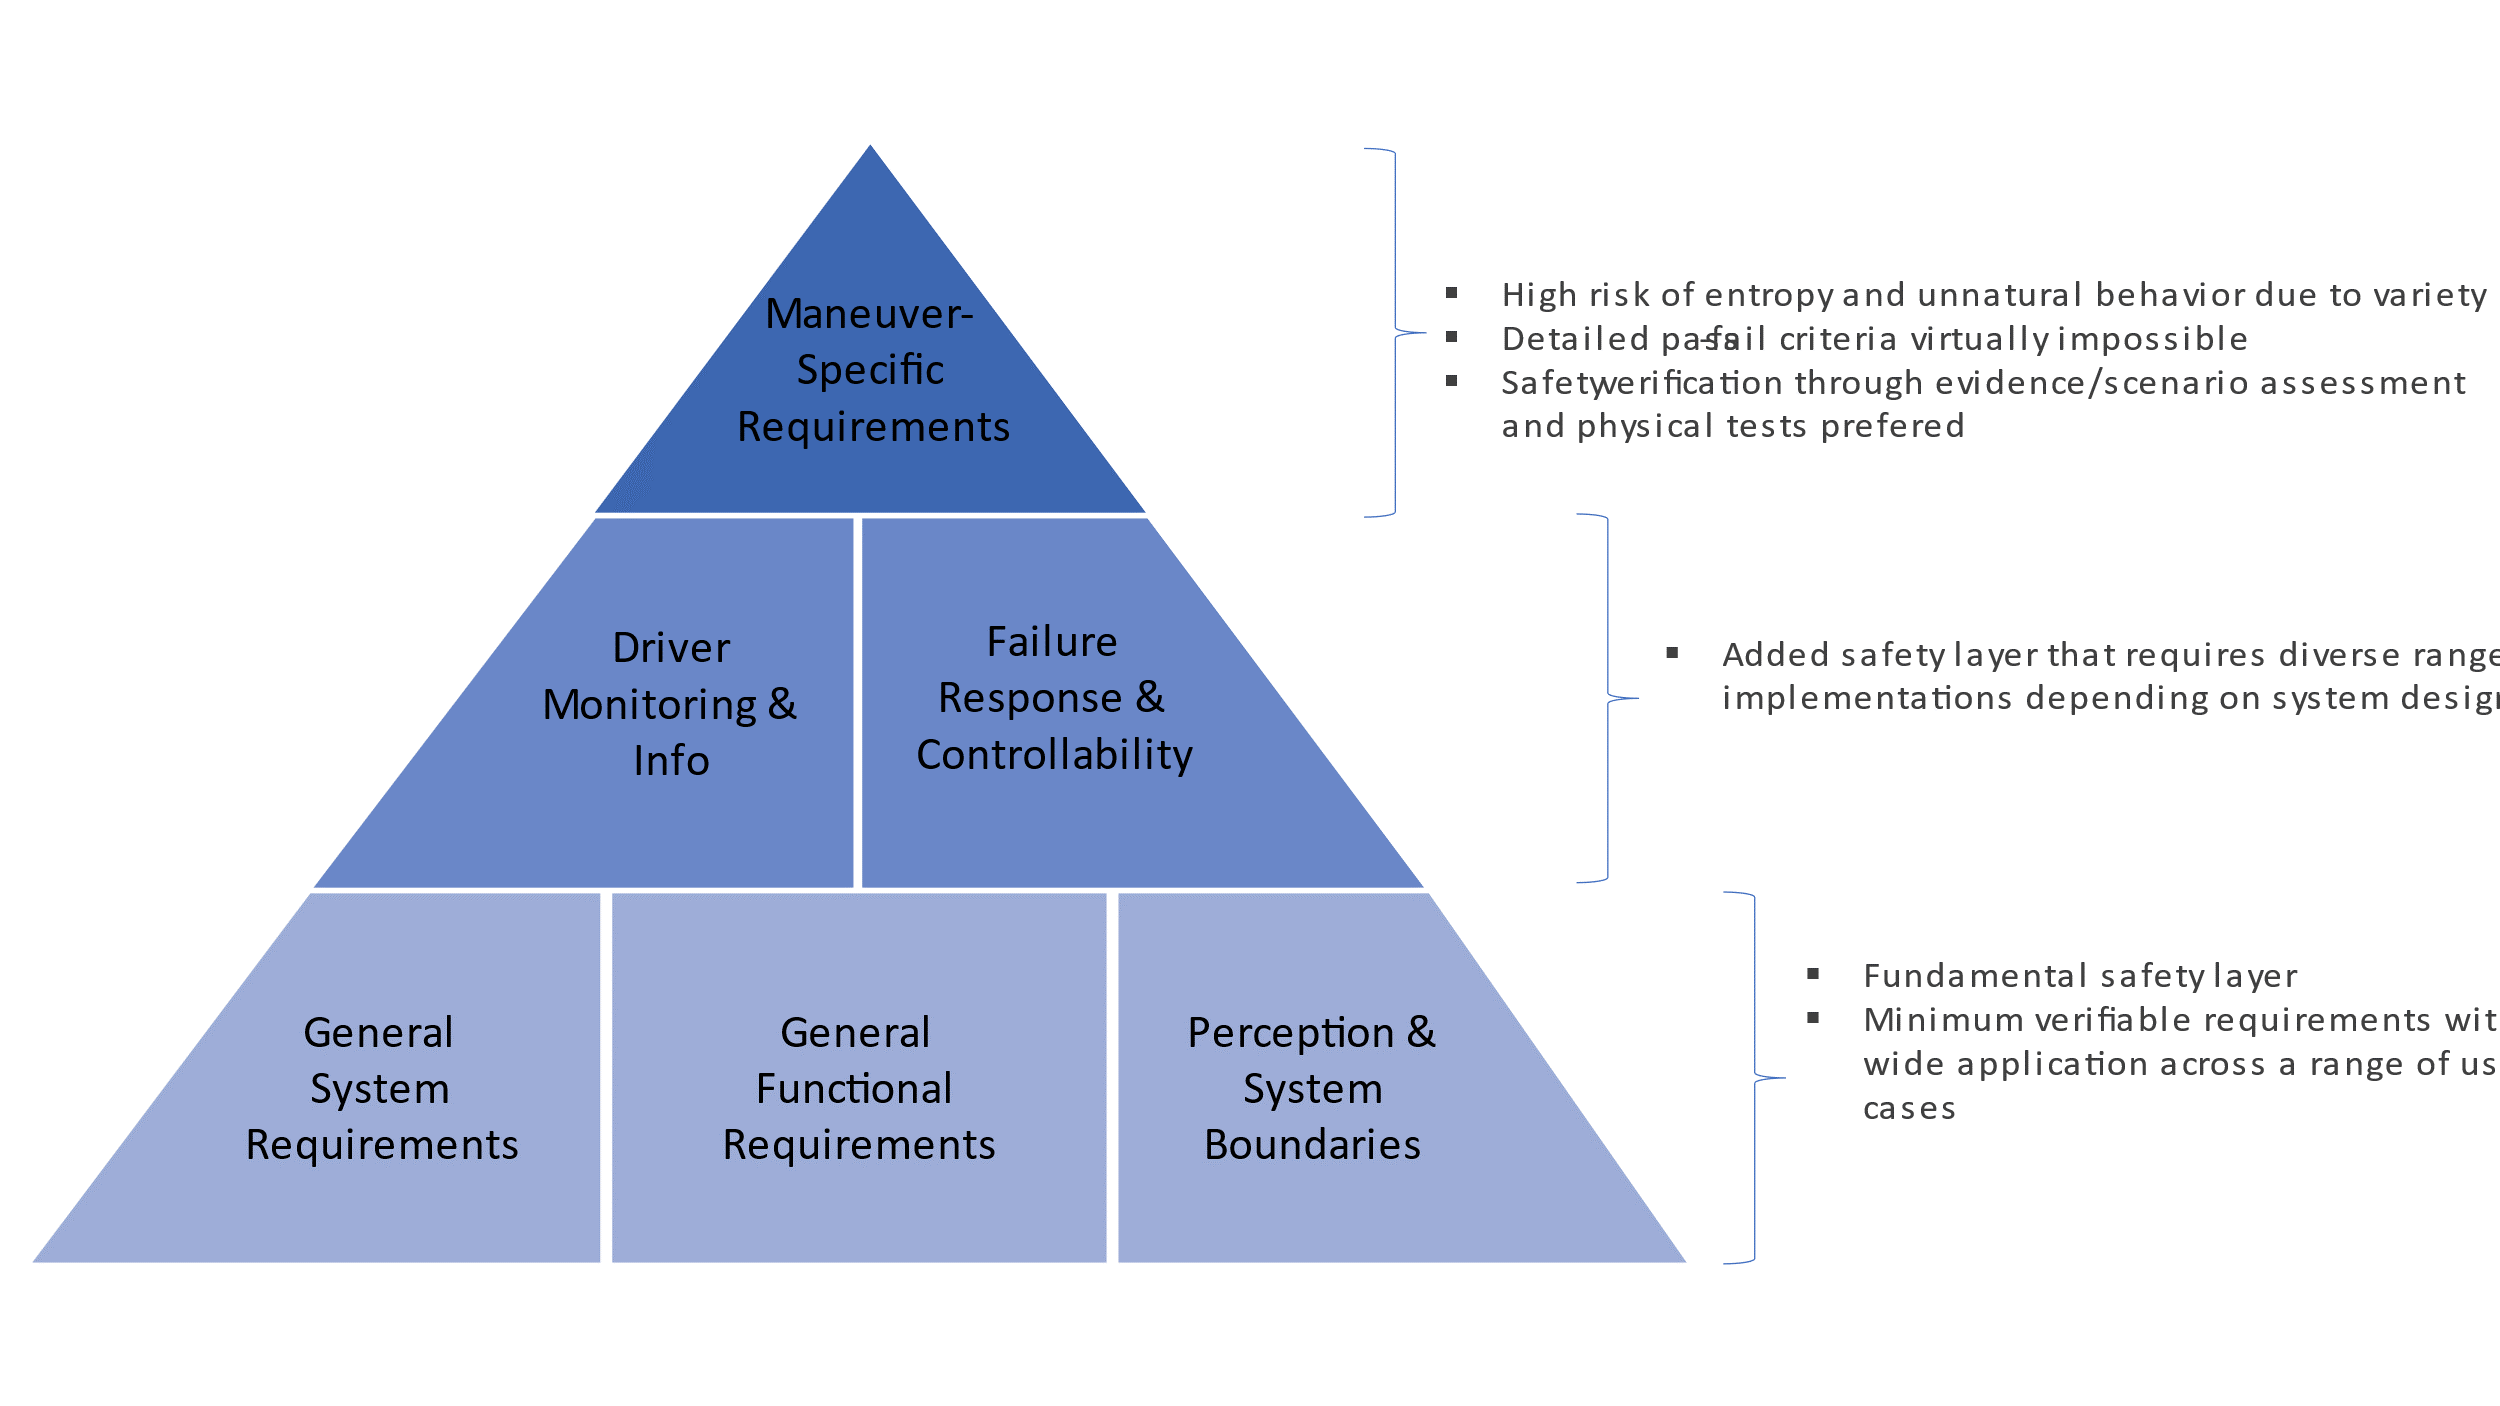 Maneuver-
Specific
Requirements
▪ High risk of entropy and unnatural behavior due to variety
▪ Detailed pass-fail criteria virtually impossible
▪ Safety verification through evidence/scenario assessment
and physical tests prefered
Driver
Monitoring &
Info
Failure
Response &
Controllability
▪ Added safety layer that requires diverse range
implementations depending on system design
General
System
Requirements
General
Functional
Requirements
Perception &
System
Boundaries
▪ Fundamental safety layer
▪ Minimum verifiable requirements wit
wide application across a range of us
cases